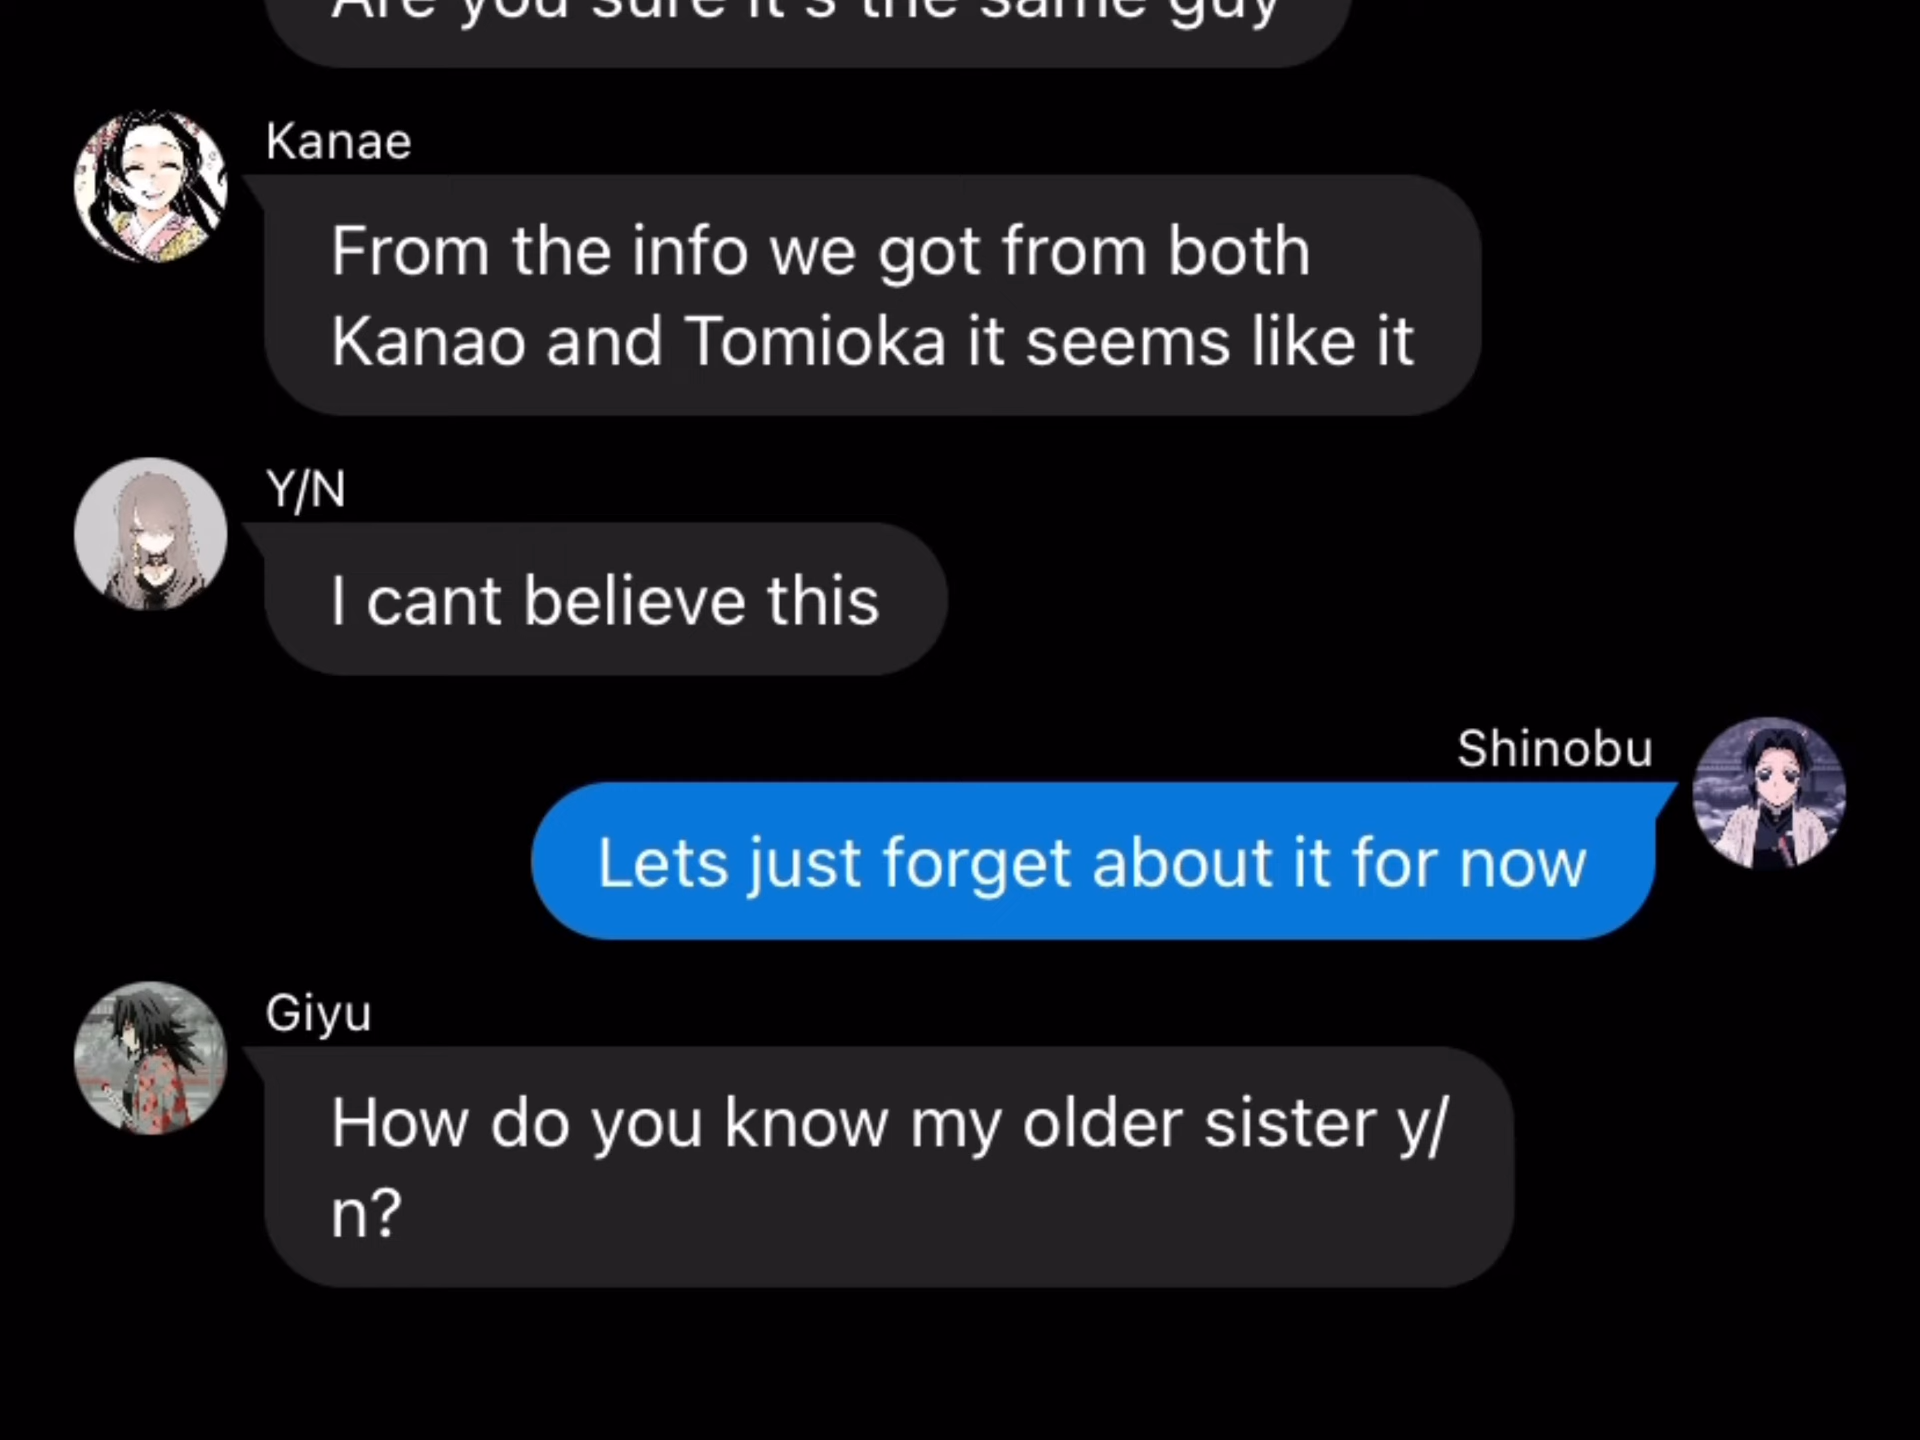 Are you sure it's the same guy
Kanae
From the info we got from both
Kanao and Tomioka it seems like it
Y/N
I cant believe this
Shinobu
Lets just forget about it for now
Giyu
How do you know my older sister y/
n?